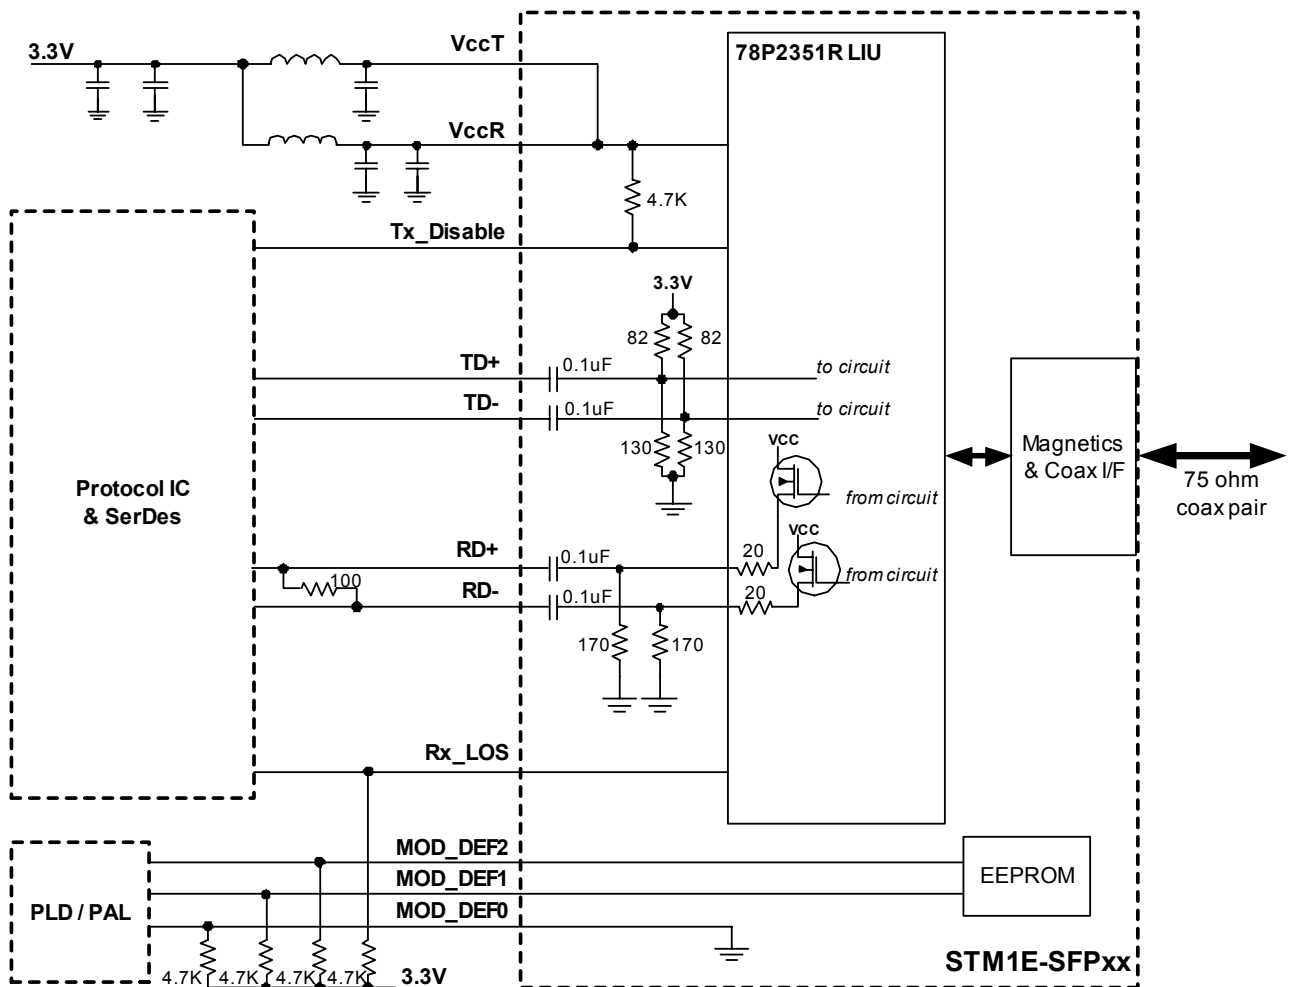 3.3V
VccT
78P2351R LIU
VccR
4.7K
Tx_Disable
3.3V
82
82
TD+
0.1uF
to circuit
TD-
0.1uF
to circuit
130
130
VCC
Magnetics
& Coax I/F
75 ohm
coax pair
Protocol IC
& SerDes
from circuit
VCC
RD+
0.1uF
20
from circuit
100
RD-
0.1uF
20
170
170
Rx_LOS
MOD_DEF2
MOD_DEF1
MOD_DEF0
EEPROM
PLD / PAL
4.7K
4.7K
4.7K
4.7K
3.3V
STM1E-SFPxx